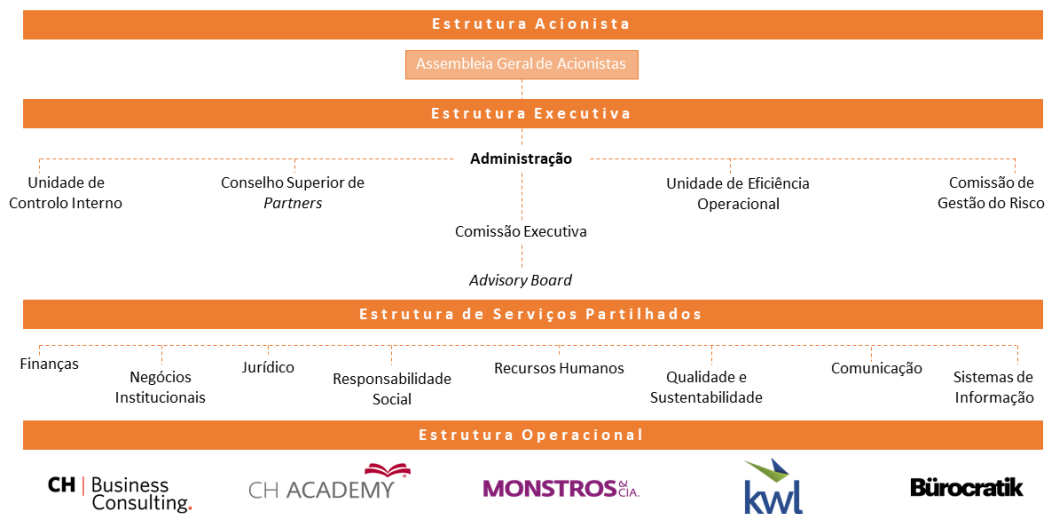 Estrutura Acionista
Assembleia Geral de Acionistas
Estrutura Executiva
Administração
Unidade de
Controlo Interno
Conselho Superior de
Partners
Unidade de Eficiência
Operacional
Comissão de
Gestão do Risco
Comissão Executiva
Advisory Board
Estrutura de Serviços Partilhados
Finanças
Negócios
Institucionais
Jurídico
Responsabilidade
Social
Recursos Humanos
Qualidade e
Sustentabilidade
Comunicação
Sistemas de
Informação
Estrutura Operacional
CH | Business
Consulting.
CH ACADEMY
MONSTROS & CIA.
kwl
Bürocratik